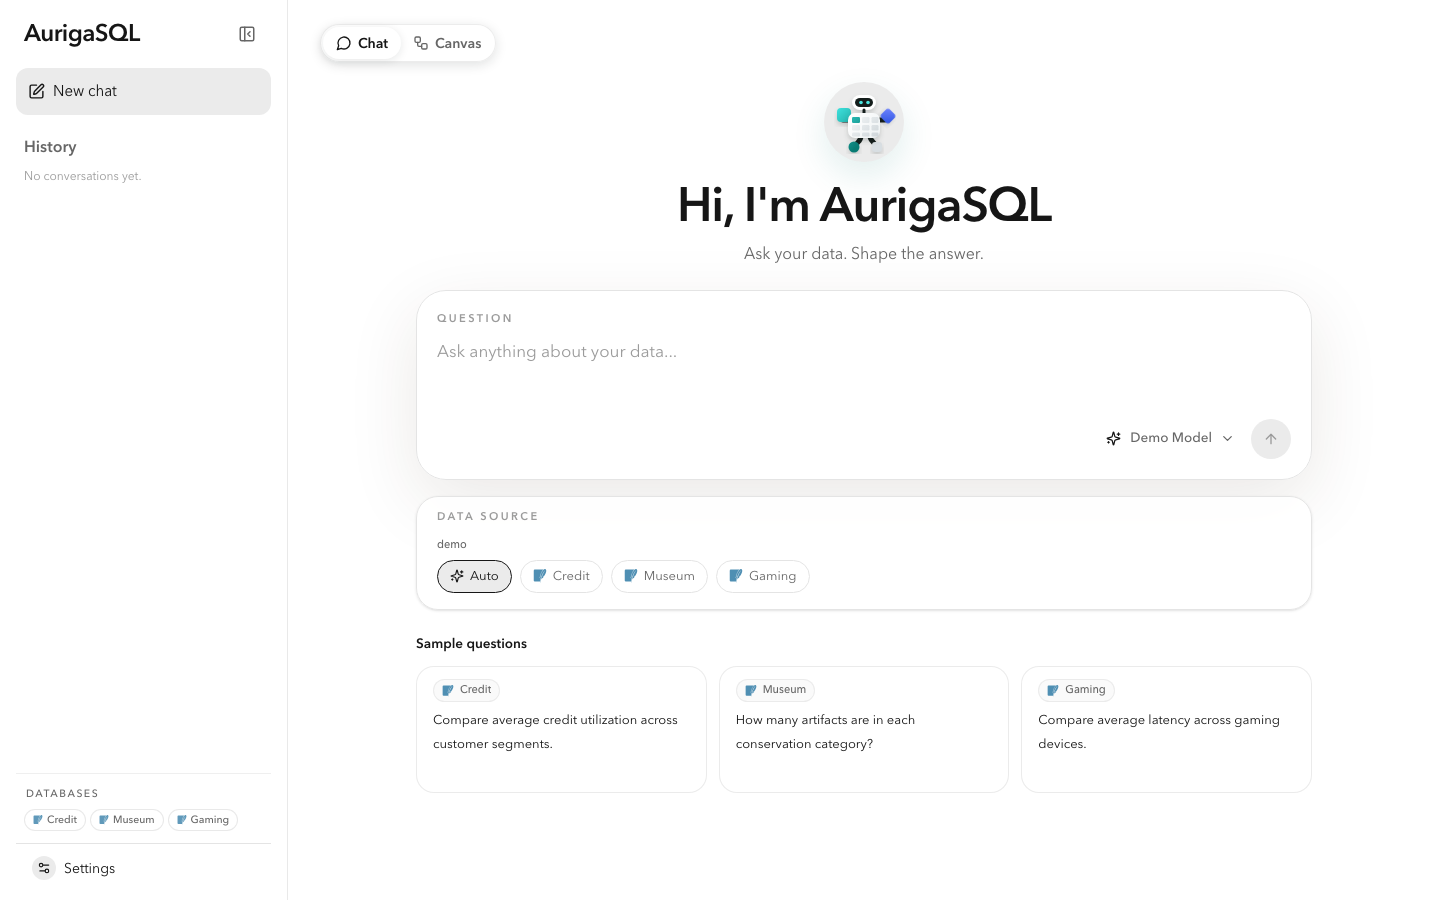 AurigaSQL
New chat
History
No conversations yet.
DATABASES
Credit
Museum
Gaming
Settings
Chat
Canvas
Hi, I'm AurigaSQL
Ask your data. Shape the answer.
QUESTION
Ask anything about your data...
Demo Model
DATA SOURCE
demo
Auto
Credit
Museum
Gaming
Sample questions
Credit
Compare average credit utilization across
customer segments.
Museum
How many artifacts are in each
conservation category?
Gaming
Compare average latency across gaming
devices.